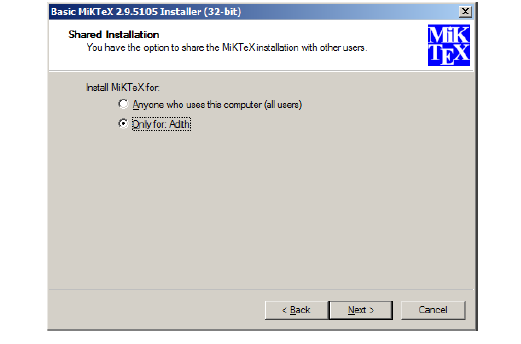 Basic MiKTeX 2.9.5105 Installer (32-bit)
Shared Installation
You have the option to share the MiKTeX installation with other users.
MiK
TEX
Install MiKTeX for:
Anyone who uses this computer (all users)
Only for: Adith
< Back Next > Cancel